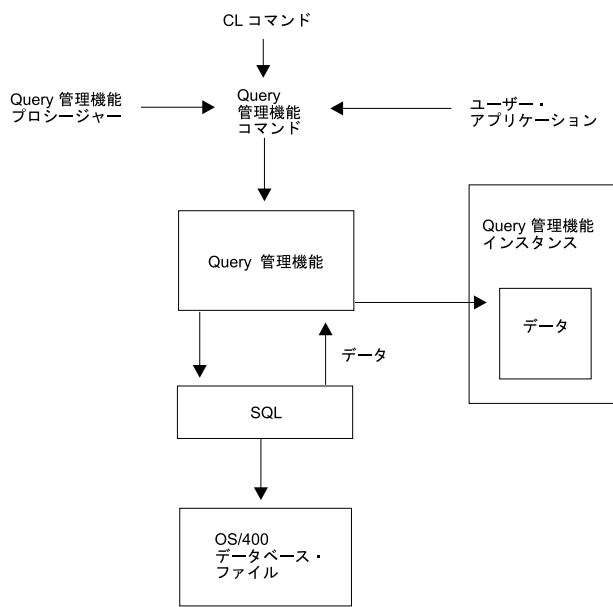 CL コマンド
Query 管理機能
プロシージャー
Query
管理機能
コマンド
ユーザー・
アプリケーション
Query 管理機能
Query 管理機能
インスタンス
データ
データ
SQL
OS/400
データベース・
ファイル